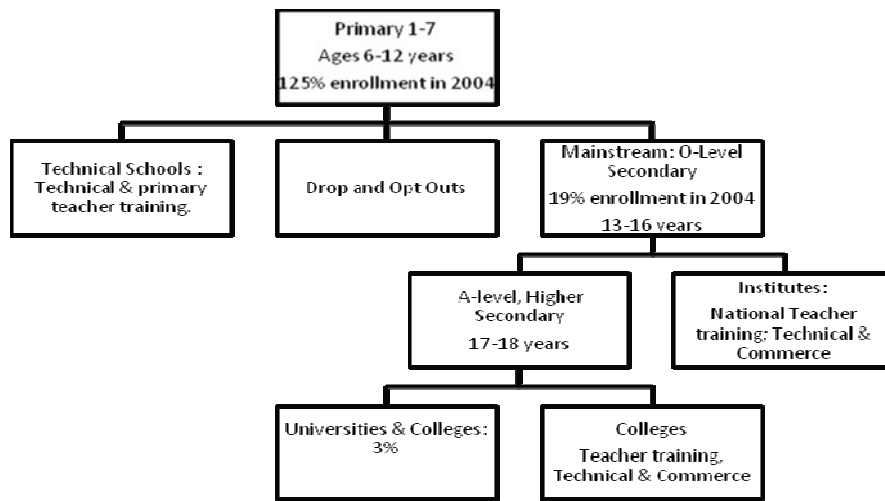 Primary 1-7
Ages 6-12 years
125% enrollment in 2004
Technical Schools :
Technical & primary
teacher training.
Drop and Opt Outs
Mainstream: O-Level
Secondary
19% enrollment in 2004
13-16 years
A-level, Higher
Secondary
17-18 years
Institutes:
National Teacher
training; Technical &
Commerce
Universities & Colleges:
3%
Colleges
Teacher training,
Technical & Commerce